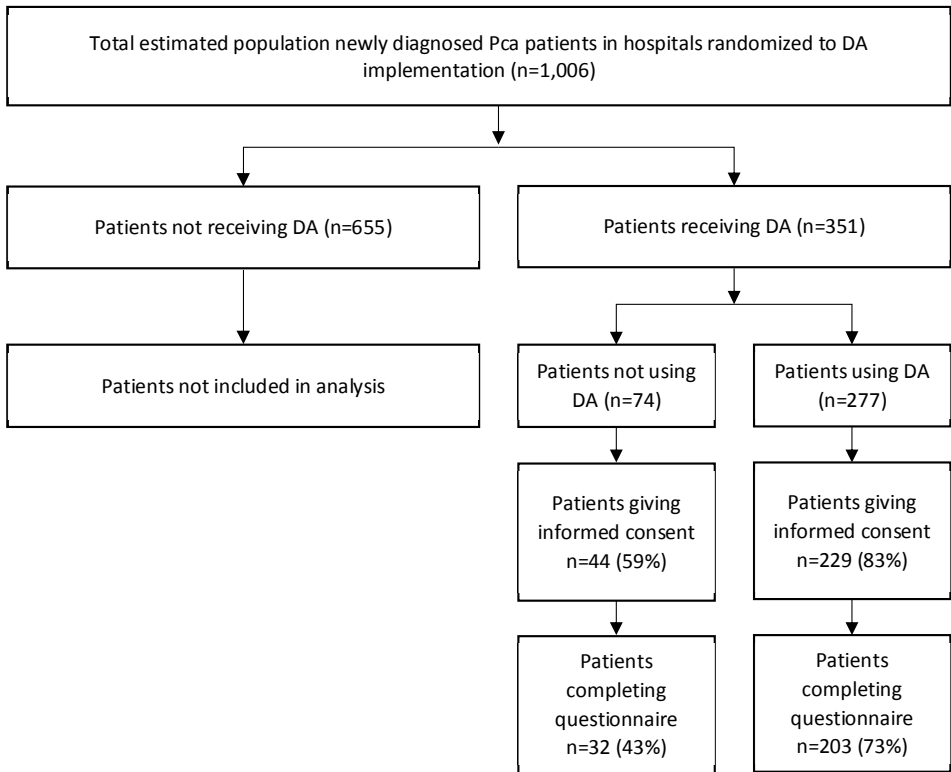 Total estimated population newly diagnosed Pca patients in hospitals randomized to DA
implementation (n=1,006)
Patients not receiving DA (n=655)
Patients receiving DA (n=351)
Patients not included in analysis
Patients not using
DA (n=74)
Patients using DA
(n=277)
Patients giving
informed consent
n=44 (59%)
Patients giving
informed consent
n=229 (83%)
Patients
completing
questionnaire
n=32 (43%)
Patients
completing
questionnaire
n=203 (73%)